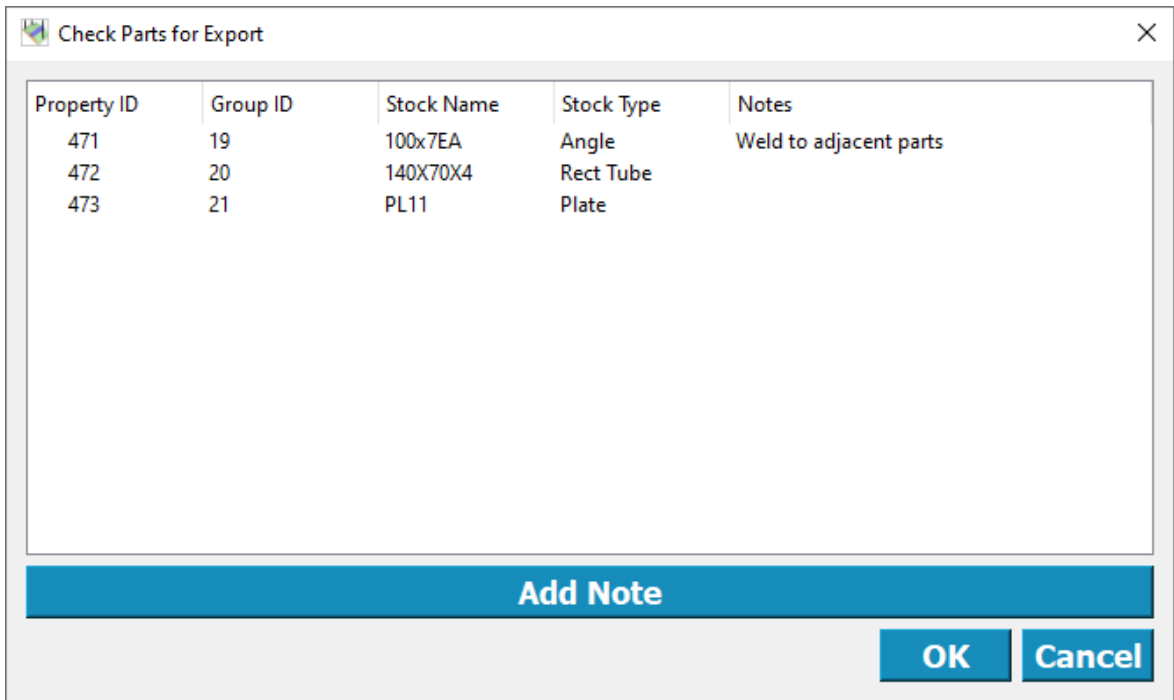 Check Parts for Export
Property ID Group ID Stock Name Stock Type Notes
471 19 100x7EA Angle Weld to adjacent parts
472 20 140X70X4 Rect Tube
473 21 PL11 Plate
Add Note
OK Cancel